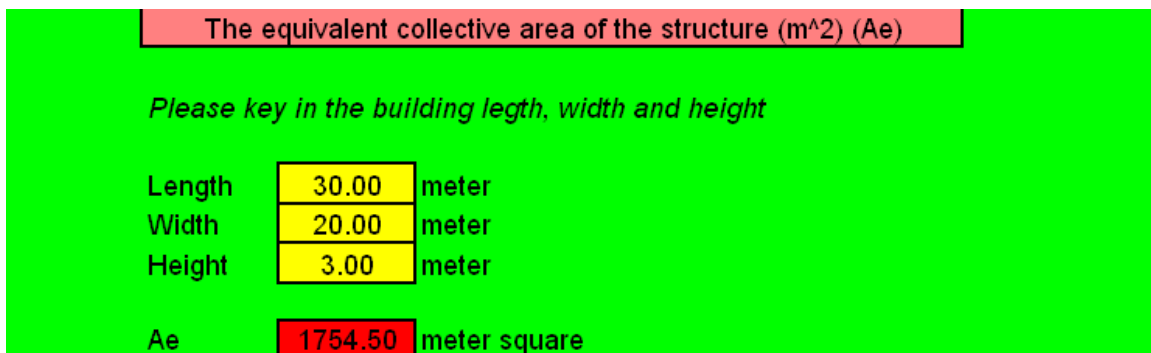 The equivalent collective area of the structure (m^2) (Ae)
Please key in the building legth, width and height
Length 30.00 meter
Width 20.00 meter
Height 3.00 meter
Ae 1754.50 meter square